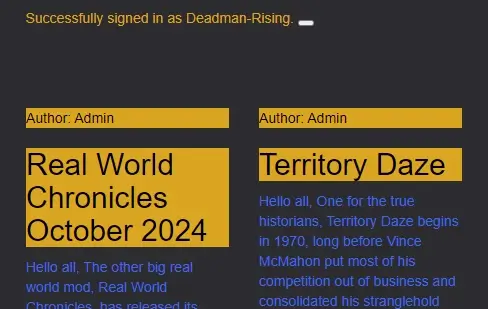 Successfully signed in as Deadman-Rising.
Author: Admin
Real World
Chronicles
October 2024
Hello all, The other big real
world mod, Real World
Chronicles, has released its
Author: Admin
Territory Daze
Hello all, One for the true
historians, Territory Daze begins
in 1970, long before Vince
McMahon put most of his
competition out of business and
consolidated his stranglehold